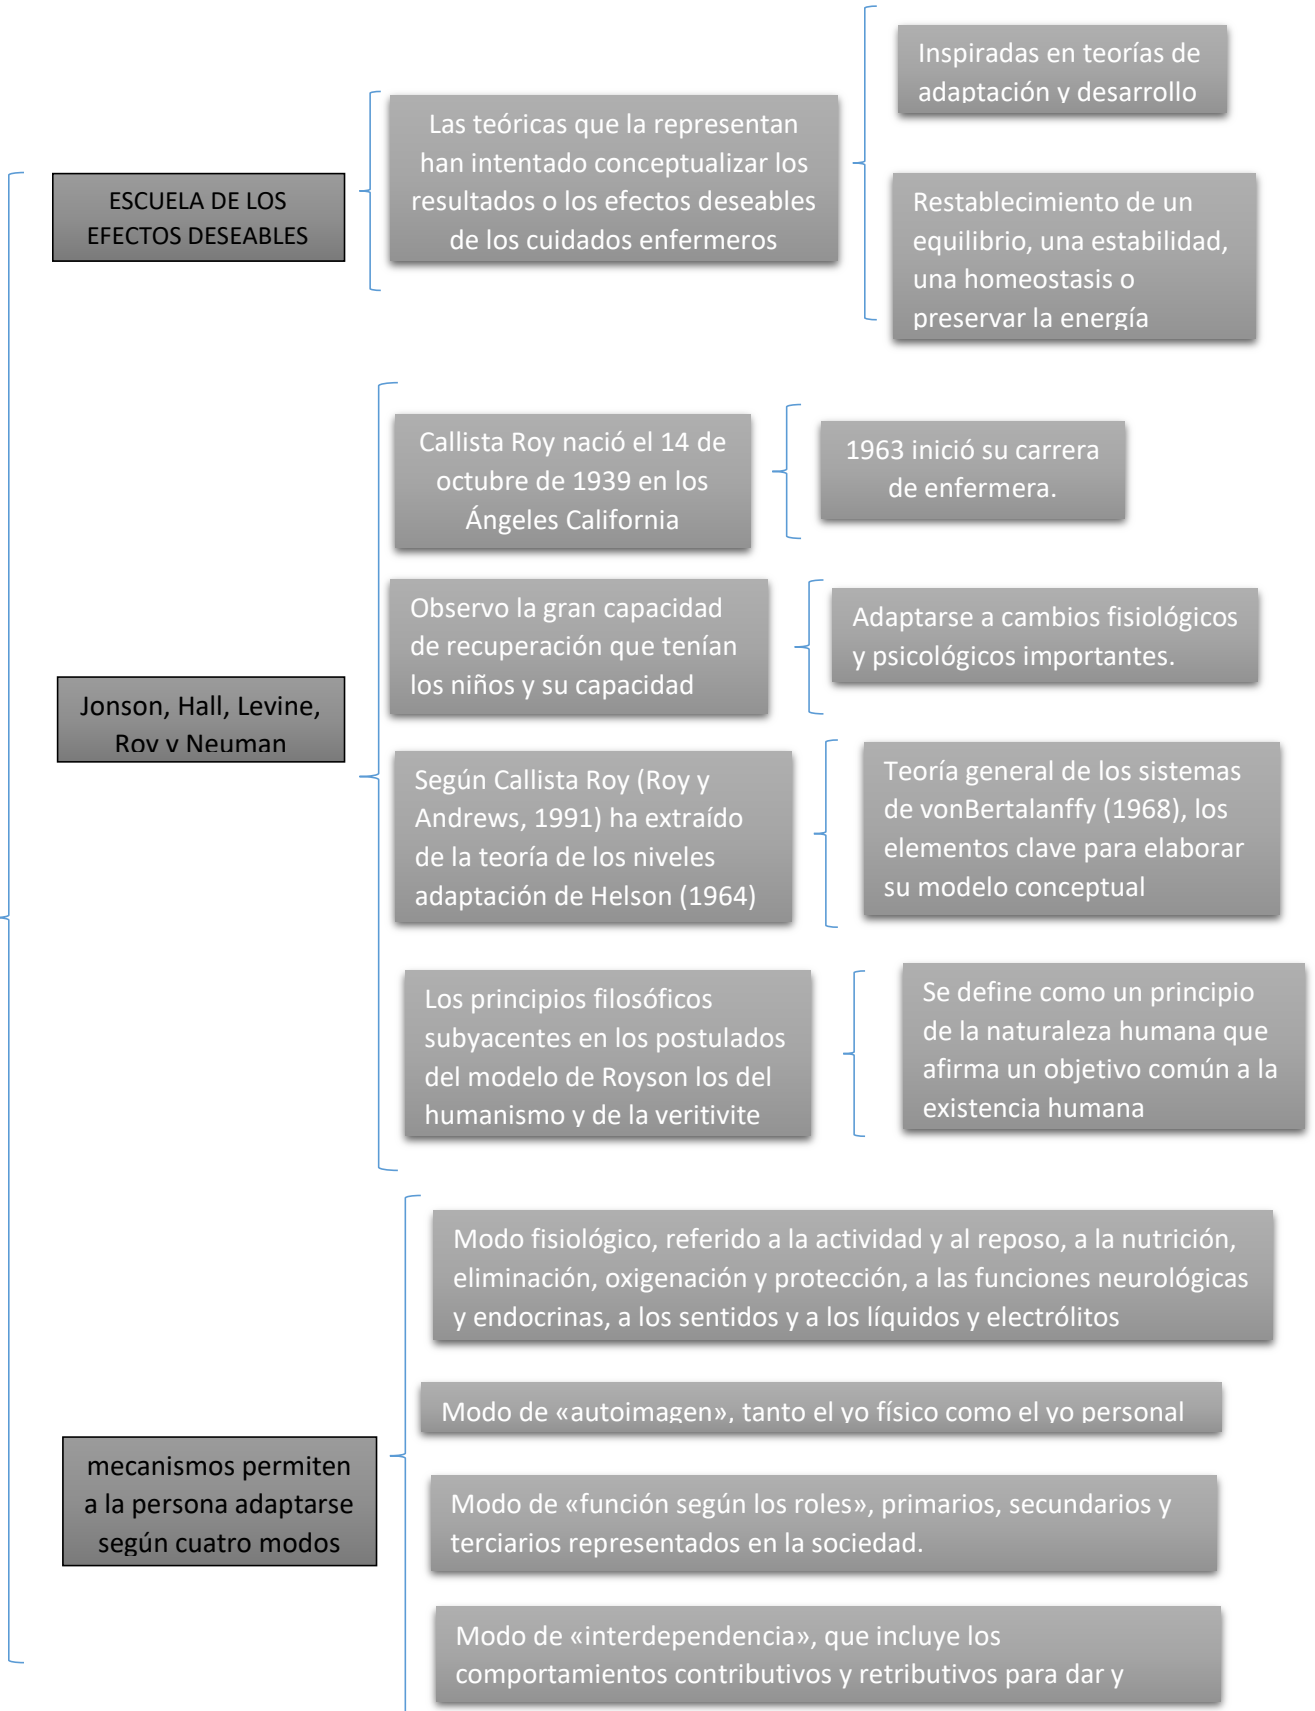 ESCUELA DE LOS
EFECTOS DESEABLES
Las teóricas que la representan
han intentado conceptualizar los
resultados o los efectos deseables
de los cuidados enfermeros
Inspiradas en teorías de
adaptación y desarrollo
Restablecimiento de un
equilibrio, una estabilidad,
una homeostasis o
preservar la energía
Jonson, Hall, Levine,
Roy y Neuman
Callista Roy nació el 14 de
octubre de 1939 en los
Ángeles California
1963 inició su carrera
de enfermera.
Observo la gran capacidad
de recuperación que tenían
los niños y su capacidad
Adaptarse a cambios fisiológicos
y psicológicos importantes.
Según Callista Roy (Roy y
Andrews, 1991) ha extraído
de la teoría de los niveles
adaptación de Helson (1964)
Teoría general de los sistemas
de vonBertalanffy (1968), los
elementos clave para elaborar
su modelo conceptual
Los principios filosóficos
subyacentes en los postulados
del modelo de Royson los del
humanismo y de la veritivite
Se define como un principio
de la naturaleza humana que
afirma un objetivo común a la
existencia humana
mecanismos permiten
a la persona adaptarse
según cuatro modos
Modo fisiológico, referido a la actividad y al reposo, a la nutrición,
eliminación, oxigenación y protección, a las funciones neurológicas
y endocrinas, a los sentidos y a los líquidos y electrólitos
Modo de «autoimagen», tanto el yo físico como el yo personal
Modo de «función según los roles», primarios, secundarios y
terciarios representados en la sociedad.
Modo de «interdependencia», que incluye los
comportamientos contributivos y retributivos para dar y